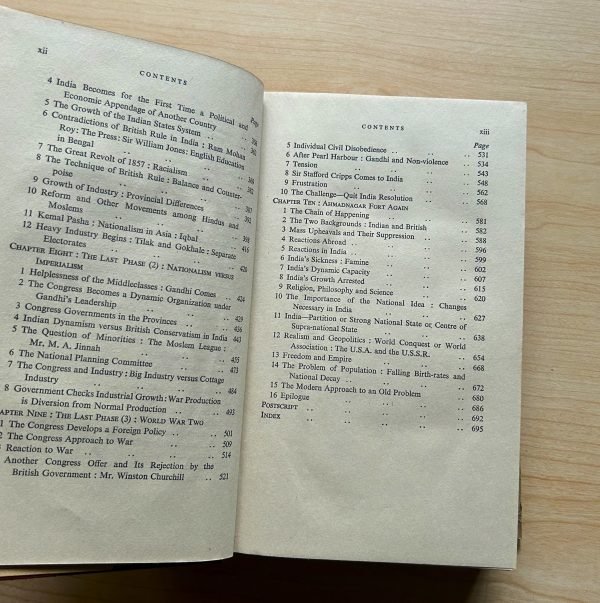 xii
CONTENTS
Page
4 India Becomes for the First Time a Political and
Economic Appendage of Another Country ..
5 The Growth of the Indian States System ..
6 Contradictions of British Rule in India : Ram Mohan
Roy : The Press : Sir William Jones : English Education
in Bengal ..
7 The Great Revolt of 1857 : Racialism ..
8 The Technique of British Rule : Balance and Counter-
poise ..
9 Growth of Industry : Provincial Differences ..
10 Reform and Other Movements among Hindus and
Moslems ..
11 Kemal Pasha : Nationalism in Asia : Iqbal ..
12 Heavy Industry Begins : Tilak and Gokhale : Separate
Electorates ..
CHAPTER EIGHT : THE LAST PHASE (2) : NATIONALISM VERSUS
IMPERIALISM
1 Helplessness of the Middleclasses : Gandhi Comes ..
2 The Congress Becomes a Dynamic Organization under
Gandhi's Leadership ..
3 Congress Governments in the Provinces ..
4 Indian Dynamism versus British Conservatism in India 443
5 The Question of Minorities : The Moslem League :
Mr. M. A. Jinnah .. 455
6 The National Planning Committee .. 473
7 The Congress and Industry : Big Industry versus Cottage
Industry .. 484
8 Government Checks Industrial Growth : War Production
is Diversion from Normal Production .. 493
APTER NINE : THE LAST PHASE (3) : WORLD WAR TWO
1 The Congress Develops a Foreign Policy .. 501
2 The Congress Approach to War .. 509
Reaction to War .. 514
Another Congress Offer and Its Rejection by the
British Government : Mr. Winston Churchill .. 521
CONTENTS xiii
Page
5 Individual Civil Disobedience .. 531
6 After Pearl Harbour : Gandhi and Non-violence .. 534
7 Tension .. 543
8 Sir Stafford Cripps Comes to India .. 548
9 Frustration .. 562
10 The Challenge—Quit India Resolution .. 568
CHAPTER TEN : AHMADNAGAR FORT AGAIN
1 The Chain of Happening .. 581
2 The Two Backgrounds : Indian and British .. 582
3 Mass Upheavals and Their Suppression .. 588
4 Reactions Abroad .. 596
5 Reactions in India .. 599
6 India's Sickness : Famine .. 602
7 India's Dynamic Capacity .. 607
8 India's Growth Arrested .. 615
9 Religion, Philosophy and Science .. 620
10 The Importance of the National Idea : Changes
Necessary in India .. 627
11 India—Partition or Strong National State or Centre of
Supra-national State .. 638
12 Realism and Geopolitics : World Conquest or World
Association : The U.S.A. and the U.S.S.R. .. 654
13 Freedom and Empire .. 668
14 The Problem of Population : Falling Birth-rates and
National Decay .. 672
15 The Modern Approach to an Old Problem .. 680
16 Epilogue .. 686
POSTSCRIPT .. 692
INDEX .. 695